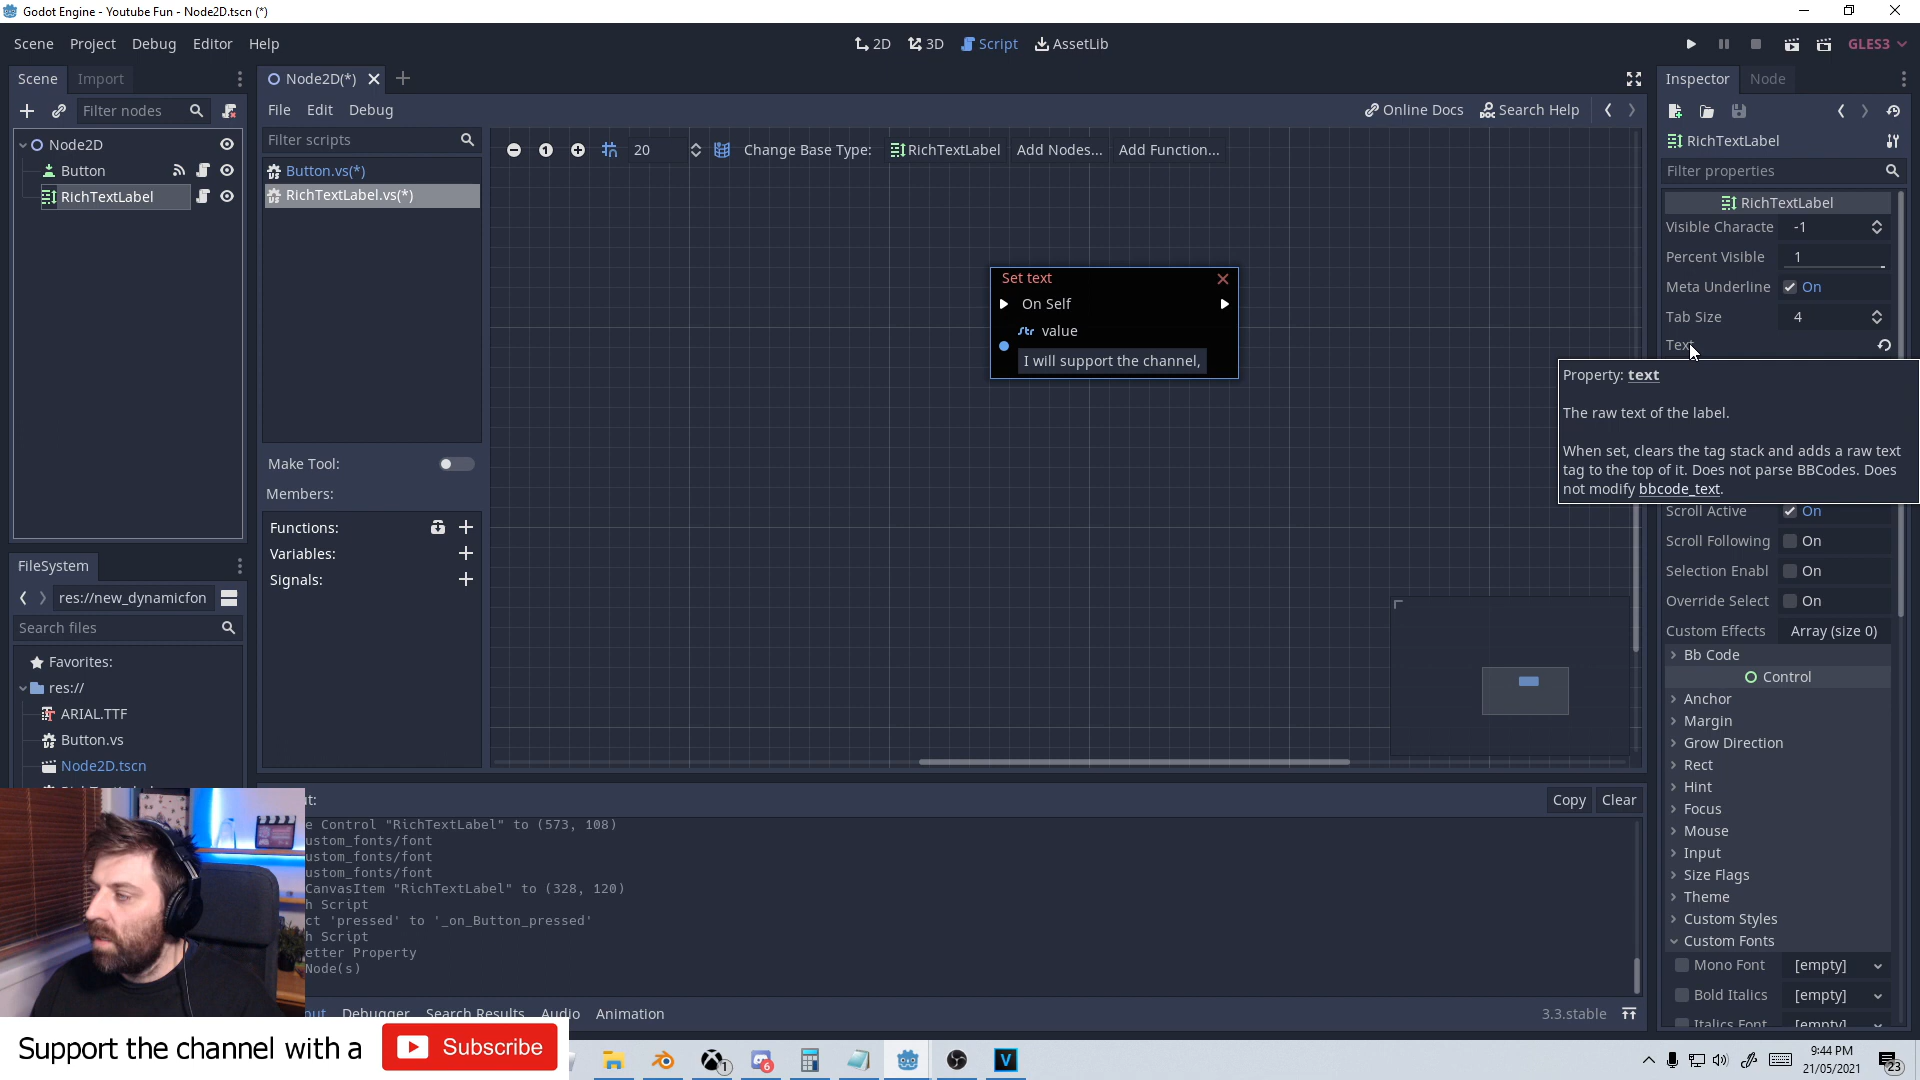 Godot Engine - Youtube Fun - Node2D.tscn (*)
Scene Project Debug Editor Help
2D 3D Script AssetLib
GLES3
Scene Import
Node2D(*)
Inspector Node
Filter nodes
File Edit Debug
Online Docs Search Help
Filter scripts
Node2D
Button
RichTextLabel
Button.vs(*)
RichTextLabel.vs(*)
20 Change Base Type: RichTextLabel Add Nodes... Add Function...
Set text
On Self
Str value
I will support the channel,
RichTextLabel
Filter properties
RichTextLabel
Visible Characte -1
Percent Visible 1
Meta Underline On
Tab Size 4
Text
Property: text
The raw text of the label.
When set, clears the tag stack and adds a raw text
tag to the top of it. Does not parse BBCodes. Does
not modify bbcode_text.
Scroll Active On
Scroll Following On
Selection Enabl On
Override Select On
Custom Effects Array (size 0)
Bb Code
Control
Anchor
Margin
Grow Direction
Rect
Hint
Focus
Mouse
Input
Size Flags
Theme
Custom Styles
Custom Fonts
Mono Font [empty]
Bold Italics [empty]
Italics Font [empty]
Make Tool:
Members:
Functions:
Variables:
Signals:
FileSystem
res://new_dynamicfon
Search files
Favorites:
res://
ARIAL.TTF
Button.vs
Node2D.tscn
Copy Clear
e Control "RichTextLabel" to (573, 108)
ustom_fonts/font
ustom_fonts/font
ustom_fonts/font
CanvasItem "RichTextLabel" to (328, 120)
h Script
ct 'pressed' to '_on_Button_pressed'
h Script
etter Property
Node(s)
Debugger Search Results Audio Animation
3.3.stable
Support the channel with a Subscribe
1
6
V
9:44 PM
21/05/2021
23